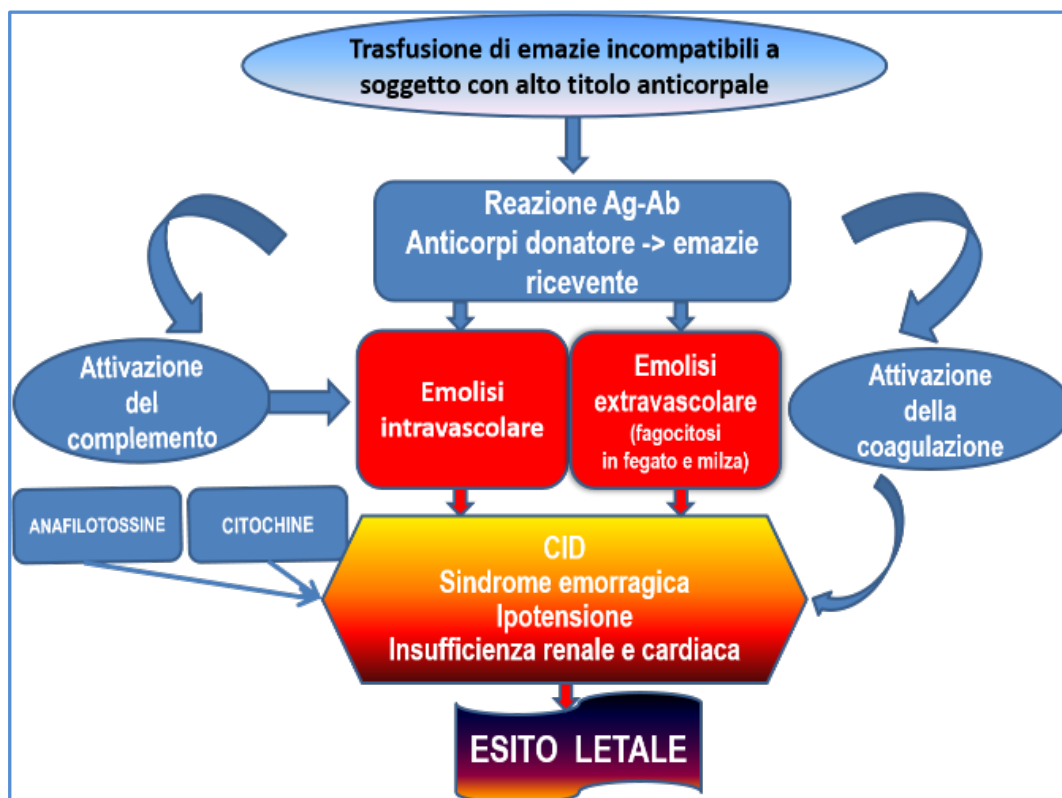 Trasfusione di emazie incompatibili a
soggetto con alto titolo anticorpale
Reazione Ag-Ab
Anticorpi donatore -> emazie
ricevente
Attivazione
del
complemento
Emolisi
intravascolare
Emolisi
extravascolare
(fagocitosi
in fegato e milza)
Attivazione
della
coagulazione
ANAFILOTOSSINE
CITOCHINE
CID
Sindrome emorragica
Ipotensione
Insufficienza renale e cardiaca
ESITO LETALE